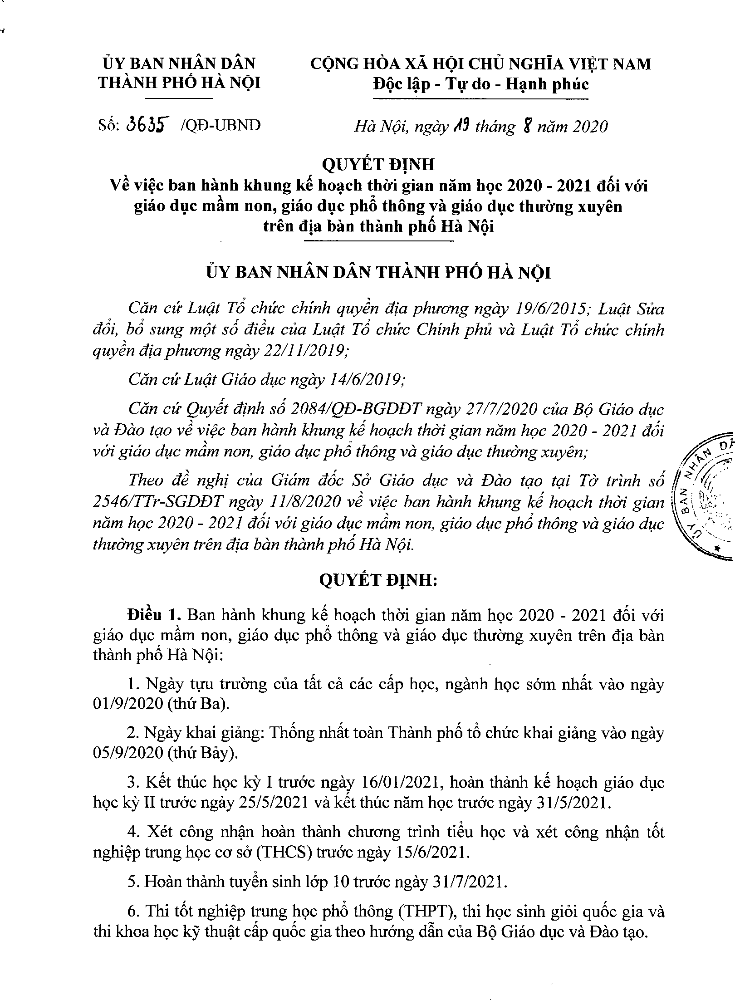 ỦY BAN NHÂN DÂN
THÀNH PHỐ HÀ NỘI
CỘNG HÒA XÃ HỘI CHỦ NGHĨA VIỆT NAM
Độc lập - Tự do - Hạnh phúc
Số: 3635 /QĐ-UBND
Hà Nội, ngày 19 tháng 8 năm 2020
QUYẾT ĐỊNH
Về việc ban hành khung kế hoạch thời gian năm học 2020 - 2021 đối với
giáo dục mầm non, giáo dục phổ thông và giáo dục thường xuyên
trên địa bàn thành phố Hà Nội
ỦY BAN NHÂN DÂN THÀNH PHỐ HÀ NỘI
Căn cứ Luật Tổ chức chính quyền địa phương ngày 19/6/2015; Luật Sửa
đổi, bổ sung một số điều của Luật Tổ chức Chính phủ và Luật Tổ chức chính
quyền địa phương ngày 22/11/2019;
Căn cứ Luật Giáo dục ngày 14/6/2019;
Căn cứ Quyết định số 2084/QĐ-BGDĐT ngày 27/7/2020 của Bộ Giáo dục
và Đào tạo về việc ban hành khung kế hoạch thời gian năm học 2020 - 2021 đối
với giáo dục mầm non, giáo dục phổ thông và giáo dục thường xuyên;
Theo đề nghị của Giám đốc Sở Giáo dục và Đào tạo tại Tờ trình số
2546/TTr-SGDĐT ngày 11/8/2020 về việc ban hành khung kế hoạch thời gian
năm học 2020 - 2021 đối với giáo dục mầm non, giáo dục phổ thông và giáo dục
thường xuyên trên địa bàn thành phố Hà Nội.
ỦY BAN NHÂN
QUYẾT ĐỊNH:
Điều 1. Ban hành khung kế hoạch thời gian năm học 2020 - 2021 đối với
giáo dục mầm non, giáo dục phổ thông và giáo dục thường xuyên trên địa bàn
thành phố Hà Nội:
1. Ngày tựu trường của tất cả các cấp học, ngành học sớm nhất vào ngày
01/9/2020 (thứ Ba).
2. Ngày khai giảng: Thống nhất toàn Thành phố tổ chức khai giảng vào ngày
05/9/2020 (thứ Bảy).
3. Kết thúc học kỳ I trước ngày 16/01/2021, hoàn thành kế hoạch giáo dục
học kỳ II trước ngày 25/5/2021 và kết thúc năm học trước ngày 31/5/2021.
4. Xét công nhận hoàn thành chương trình tiểu học và xét công nhận tốt
nghiệp trung học cơ sở (THCS) trước ngày 15/6/2021.
5. Hoàn thành tuyển sinh lớp 10 trước ngày 31/7/2021.
6. Thi tốt nghiệp trung học phổ thông (THPT), thi học sinh giỏi quốc gia và
thi khoa học kỹ thuật cấp quốc gia theo hướng dẫn của Bộ Giáo dục và Đào tạo.